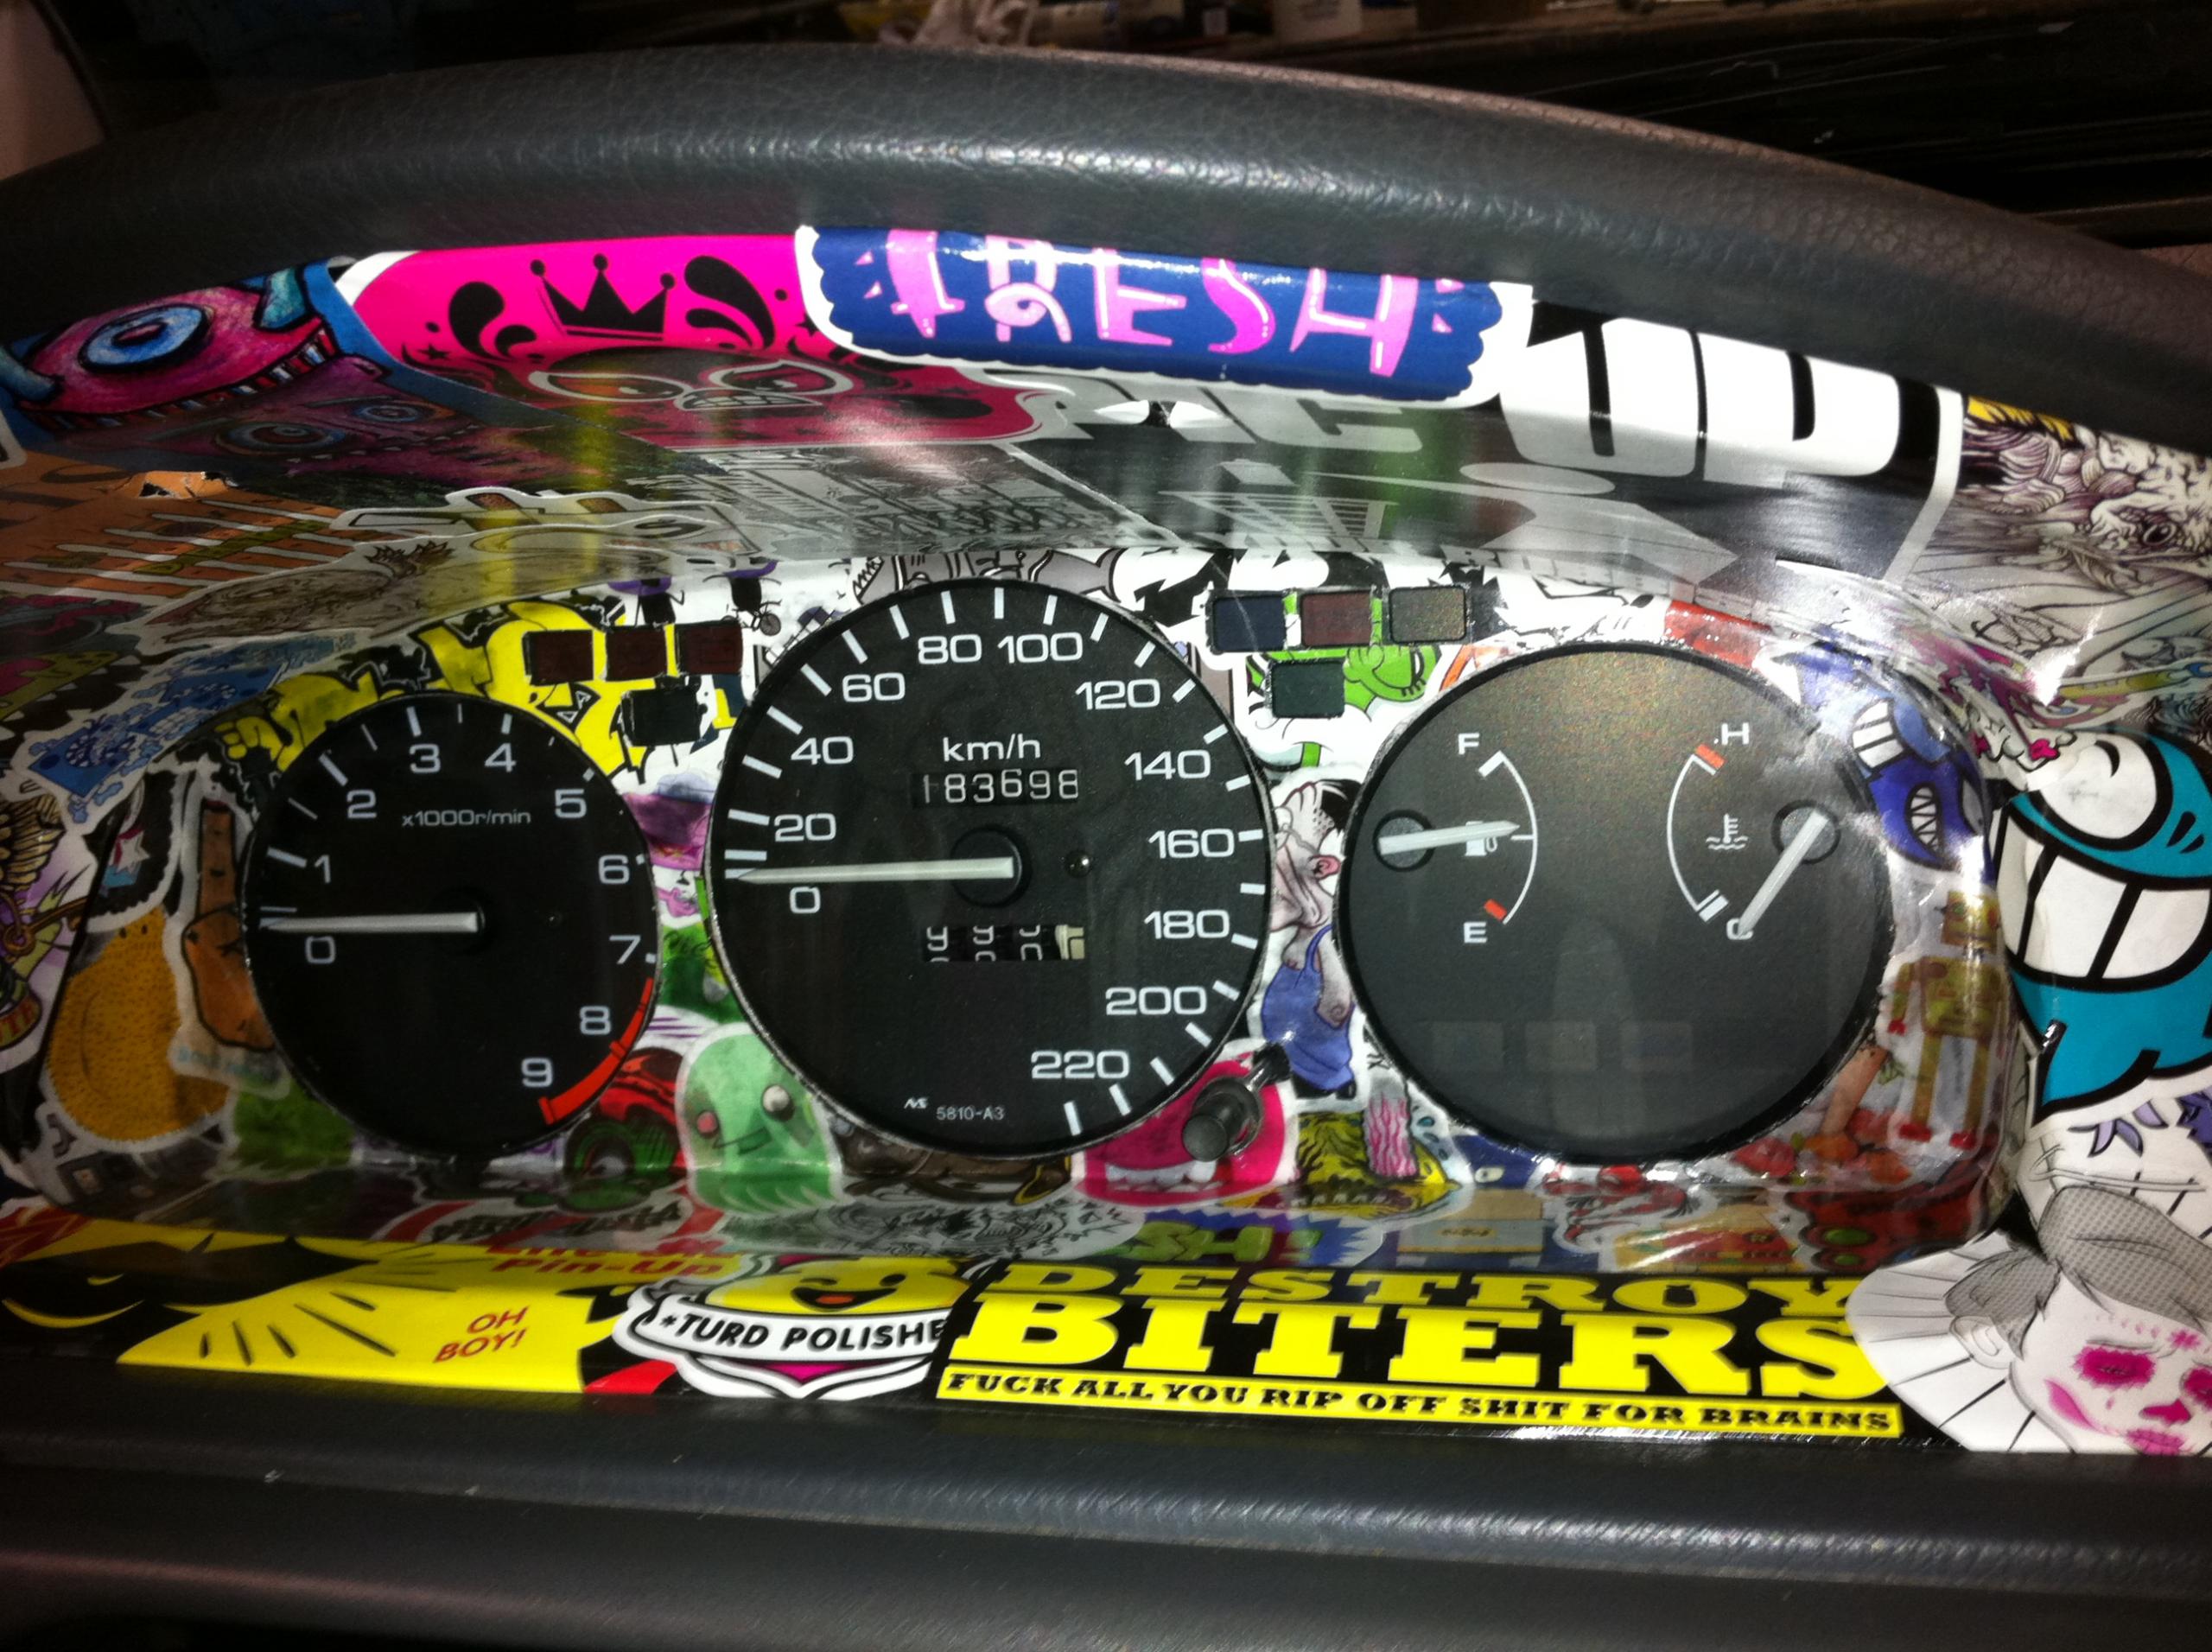 FRESH
UP
80 100
60
120
3 4
km/h
40
140
F
H
183698
2
5
x1000r/min
20
160
1
6
0
180
E
C
0
7
200
8
220
9
NS 5810-A3
Pin-Up
OH
BOY!
*TURD POLISHE
DESTROY
BITERS
FUCK ALL YOU RIP OFF SHIT FOR BRAINS